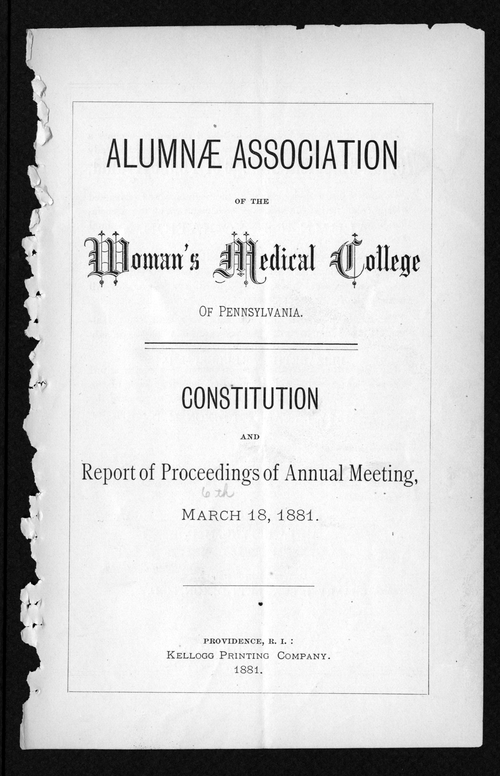 ALUMNÆ ASSOCIATION
OF THE
Woman's Medical College
OF PENNSYLVANIA.
CONSTITUTION
AND
Report of Proceedings of Annual Meeting,
6th
MARCH 18, 1881.
PROVIDENCE, R. I. :
KELLOGG PRINTING COMPANY.
1881.